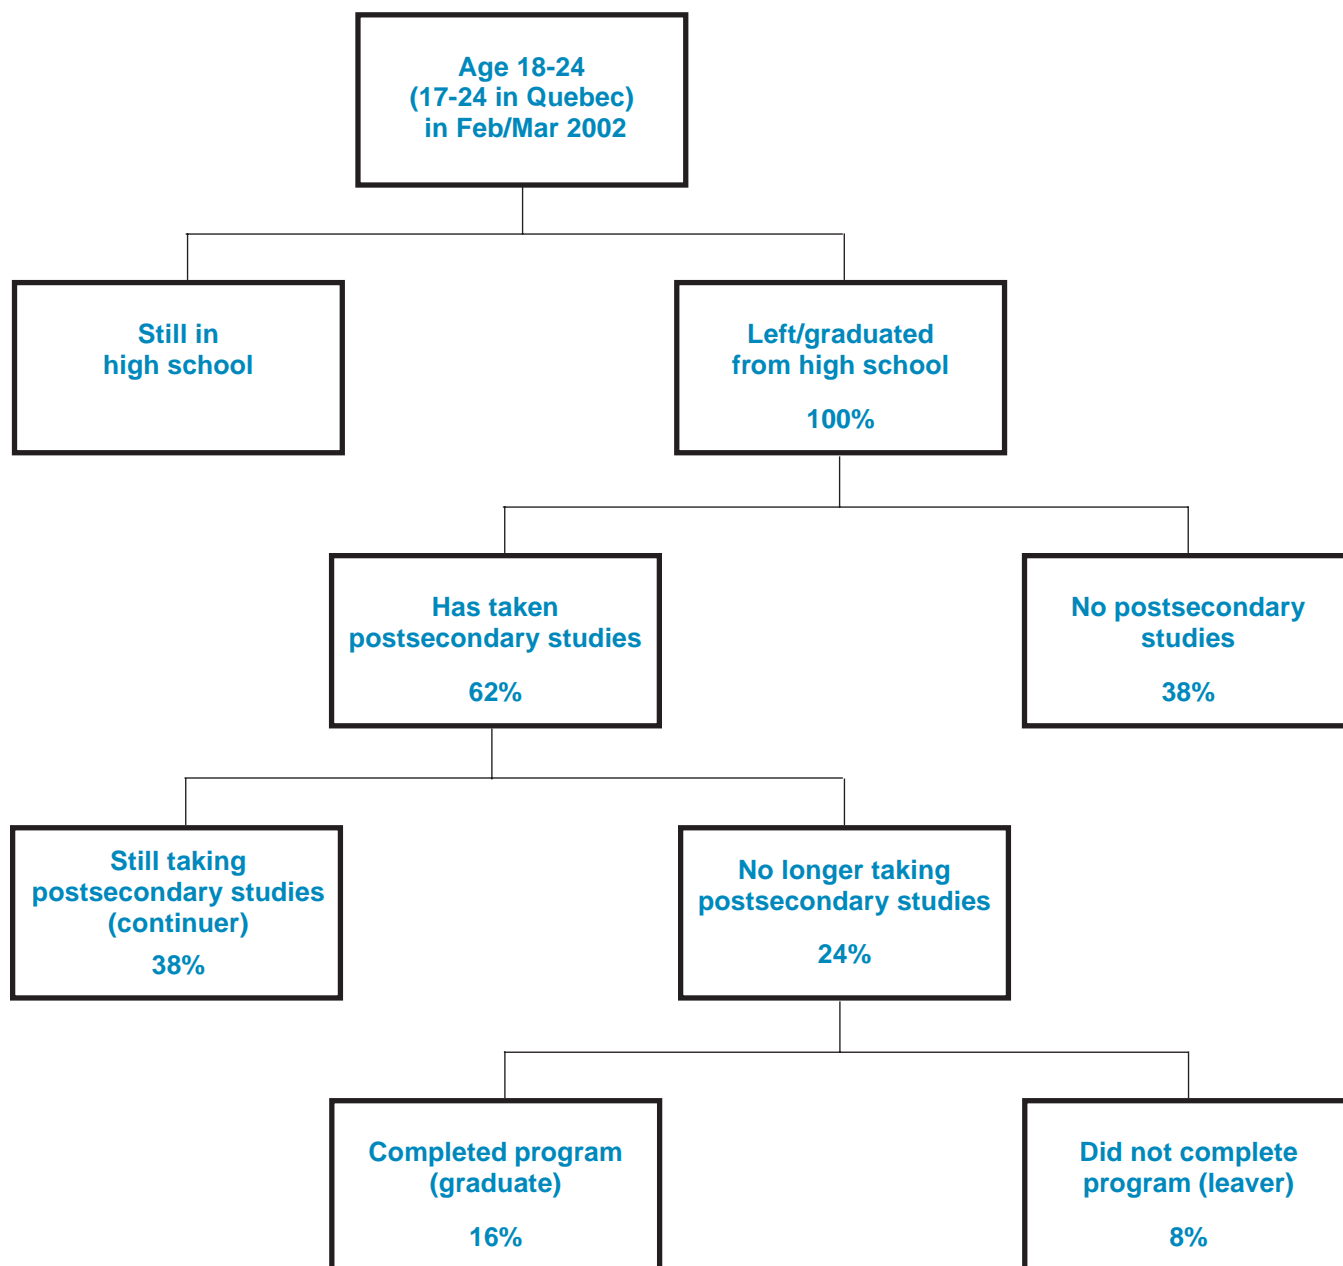 Age 18-24
(17-24 in Quebec)
in Feb/Mar 2002
Still in
high school
Left/graduated
from high school
100%
Has taken
postsecondary studies
62%
No postsecondary
studies
38%
Still taking
postsecondary studies
(continuer)
38%
No longer taking
postsecondary studies
24%
Completed program
(graduate)
16%
Did not complete
program (leaver)
8%